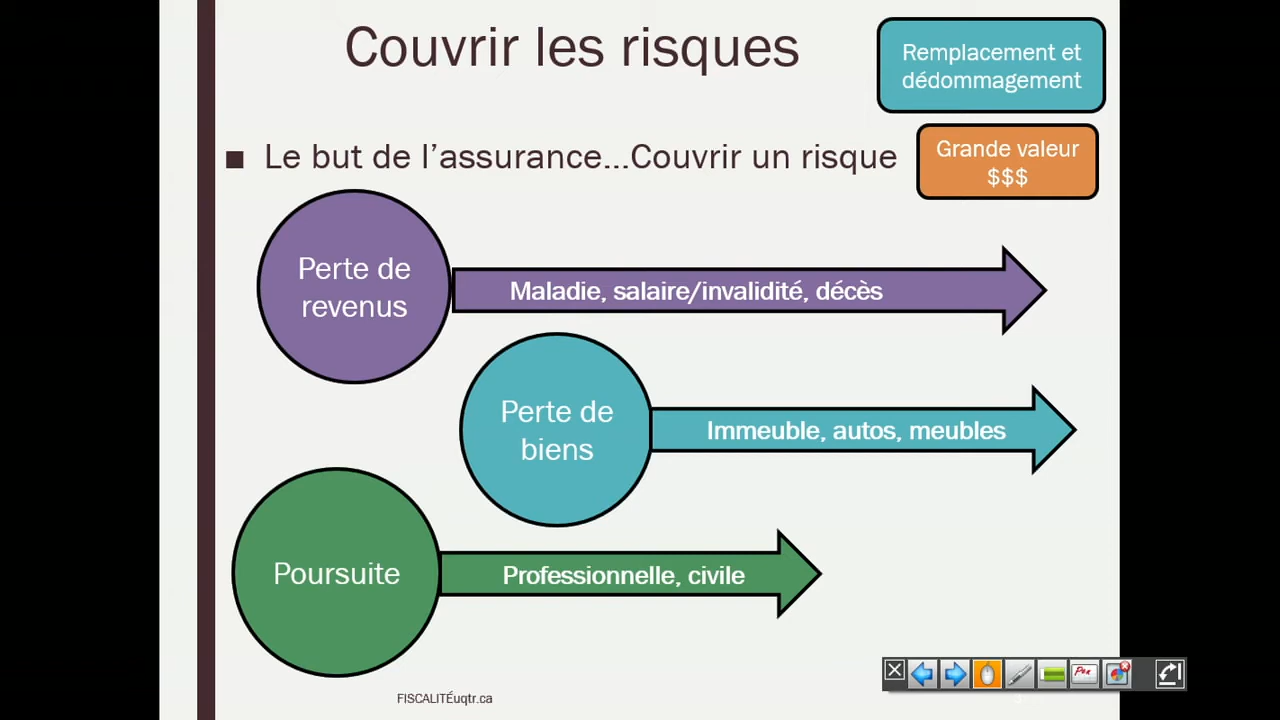 Couvrir les risques
Remplacement et
dédommagement
■ Le but de l’assurance...Couvrir un risque
Grande valeur
$$$
Perte de
revenus
Maladie, salaire/invalidité, décès
Perte de
biens
Immeuble, autos, meubles
Poursuite
Professionnelle, civile
FISCALITÉuqtr.ca